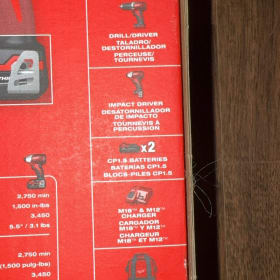 DRILL/DRIVER
TALADRO/
DESTORNILLADOR
PERCEUSE/
TOURNEVIS
IMPACT DRIVER
DESATORNILLADOR
DE IMPACTO
TOURNEVIS À
PERCUSSION
x2
CP1.5 BATTERIES
BATERÍAS CP1.5
BLOCS-PILES CP1.5
M18™ & M12™
CHARGER
CARGADOR
M18™ Y M12™
CHARGEUR
M18™ ET M12™
2,750 min
1,500 in-lbs
3,450
5.5" / 3.1 lbs
2,750 min
(1,500 pulg-lbs)
3,450